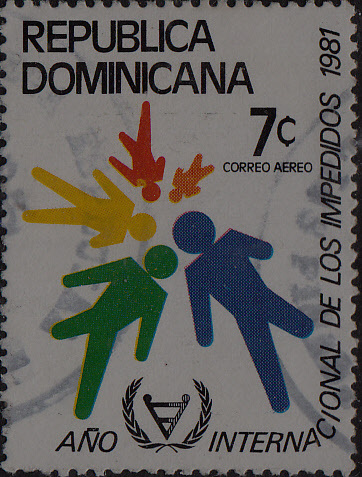 REPUBLICA
DOMINICANA
7¢
CORREO AEREO
AÑO INTERNACIONAL DE LOS IMPEDIDOS 1981